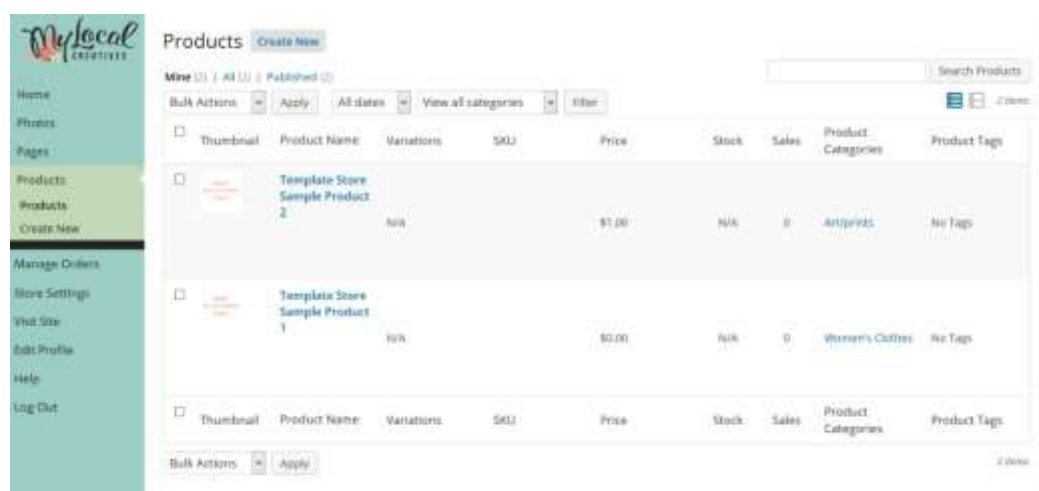 MyLocal
CREATIVES
Home
Photos
Pages
Products
Products
Create New
Manage Orders
Store Settings
Visit Site
Edit Profile
Help
Log Out
Products Create New
Mine (2) | All (2) | Published (2)
Search Products
Bulk Actions Apply All dates View all categories Filter 2 items
Thumbnail Product Name Variations SKU Price Stock Sales Product Categories Product Tags
Template Store
Sample Product
2
N/A $1.00 N/A 0 Art/prints No Tags
Template Store
Sample Product
1
N/A $0.00 N/A 0 Women's Clothes No Tags
Thumbnail Product Name Variations SKU Price Stock Sales Product Categories Product Tags
Bulk Actions Apply 2 items